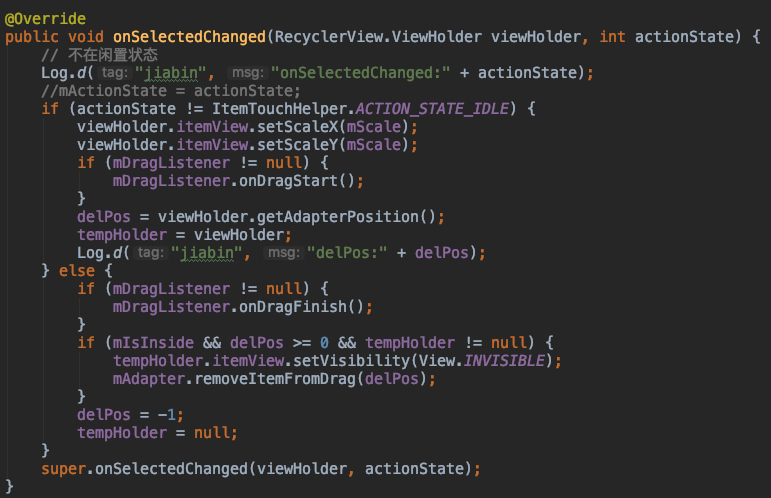 @Override
public void onSelectedChanged(RecyclerView.ViewHolder viewHolder, int actionState) {
// 不在闲置状态
Log.d( tag: "jiabin", msg: "onSelectedChanged:" + actionState);
//mActionState = actionState;
if (actionState != ItemTouchHelper.ACTION_STATE_IDLE) {
viewHolder.itemView.setScaleX(mScale);
viewHolder.itemView.setScaleY(mScale);
if (mDragListener != null) {
mDragListener.onDragStart();
}
delPos = viewHolder.getAdapterPosition();
tempHolder = viewHolder;
Log.d( tag: "jiabin", msg: "delPos:" + delPos);
} else {
if (mDragListener != null) {
mDragListener.onDragFinish();
}
if (mIsInside && delPos >= 0 && tempHolder != null) {
tempHolder.itemView.setVisibility(View.INVISIBLE);
mAdapter.removeItemFromDrag(delPos);
}
delPos = -1;
tempHolder = null;
}
super.onSelectedChanged(viewHolder, actionState);
}